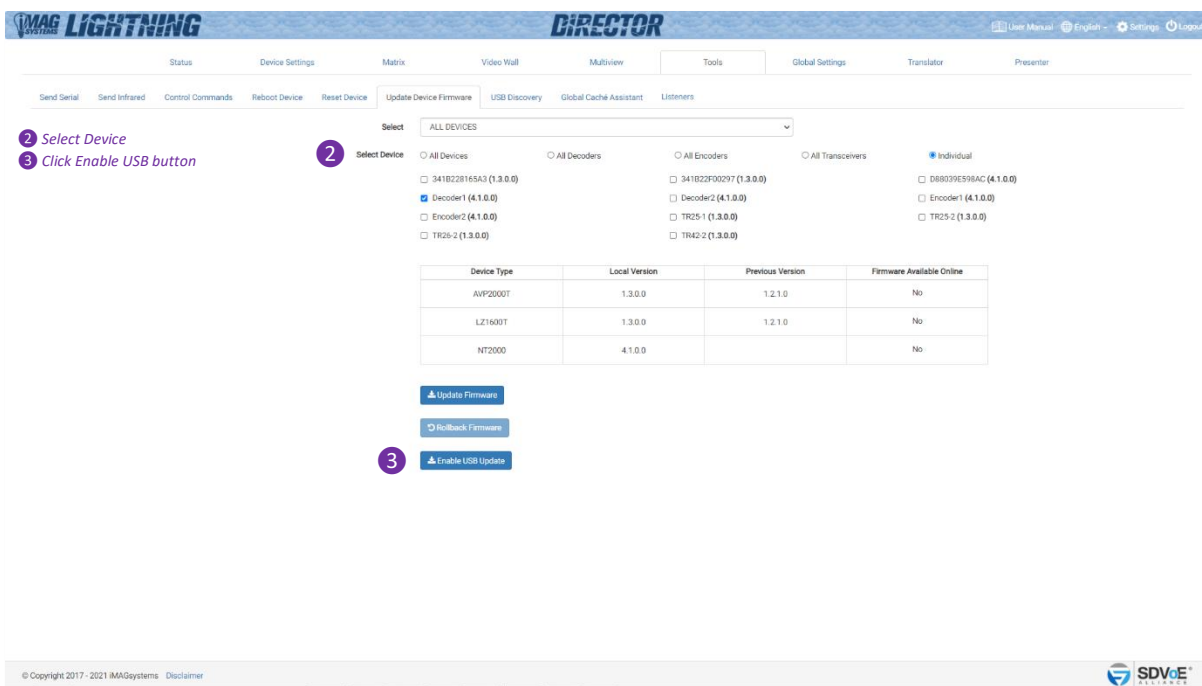 iMAG SYSTEMS LIGHTNING DiRECTOR User Manual English Settings Logout
Status Device Settings Matrix Video Wall Multiview Tools Global Settings Translator Presenter
Send Serial Send Infrared Control Commands Reboot Device Reset Device Update Device Firmware USB Discovery Global Caché Assistant Listeners
2 Select Device
3 Click Enable USB button
Select ALL DEVICES
2 Select Device All Devices All Decoders All Encoders All Transceivers Individual
341B228165A3 (1.3.0.0) 341B22F00297 (1.3.0.0) D88039E598AC (4.1.0.0)
Decoder1 (4.1.0.0) Decoder2 (4.1.0.0) Encoder1 (4.1.0.0)
Encoder2 (4.1.0.0) TR25-1 (1.3.0.0) TR25-2 (1.3.0.0)
TR26-2 (1.3.0.0) TR42-2 (1.3.0.0)
Device Type Local Version Previous Version Firmware Available Online
AVP2000T 1.3.0.0 1.2.1.0 No
LZ1600T 1.3.0.0 1.2.1.0 No
NT2000 4.1.0.0 No
Update Firmware
Rollback Firmware
3 Enable USB Update
© Copyright 2017 - 2021 iMAGsystems Disclaimer
SDVoE
ALLIANCE